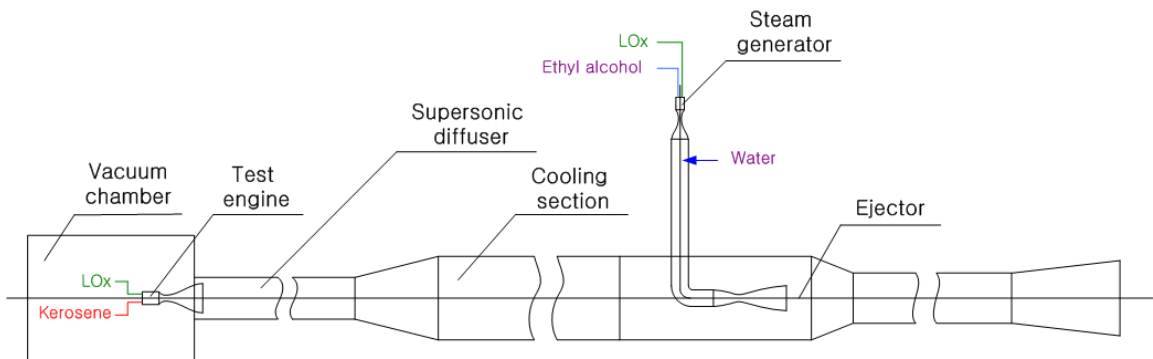 Steam
generator
LOx
Ethyl alcohol
Supersonic
diffuser
Water
Vacuum
chamber
Test
engine
Cooling
section
Ejector
LOx
Kerosene